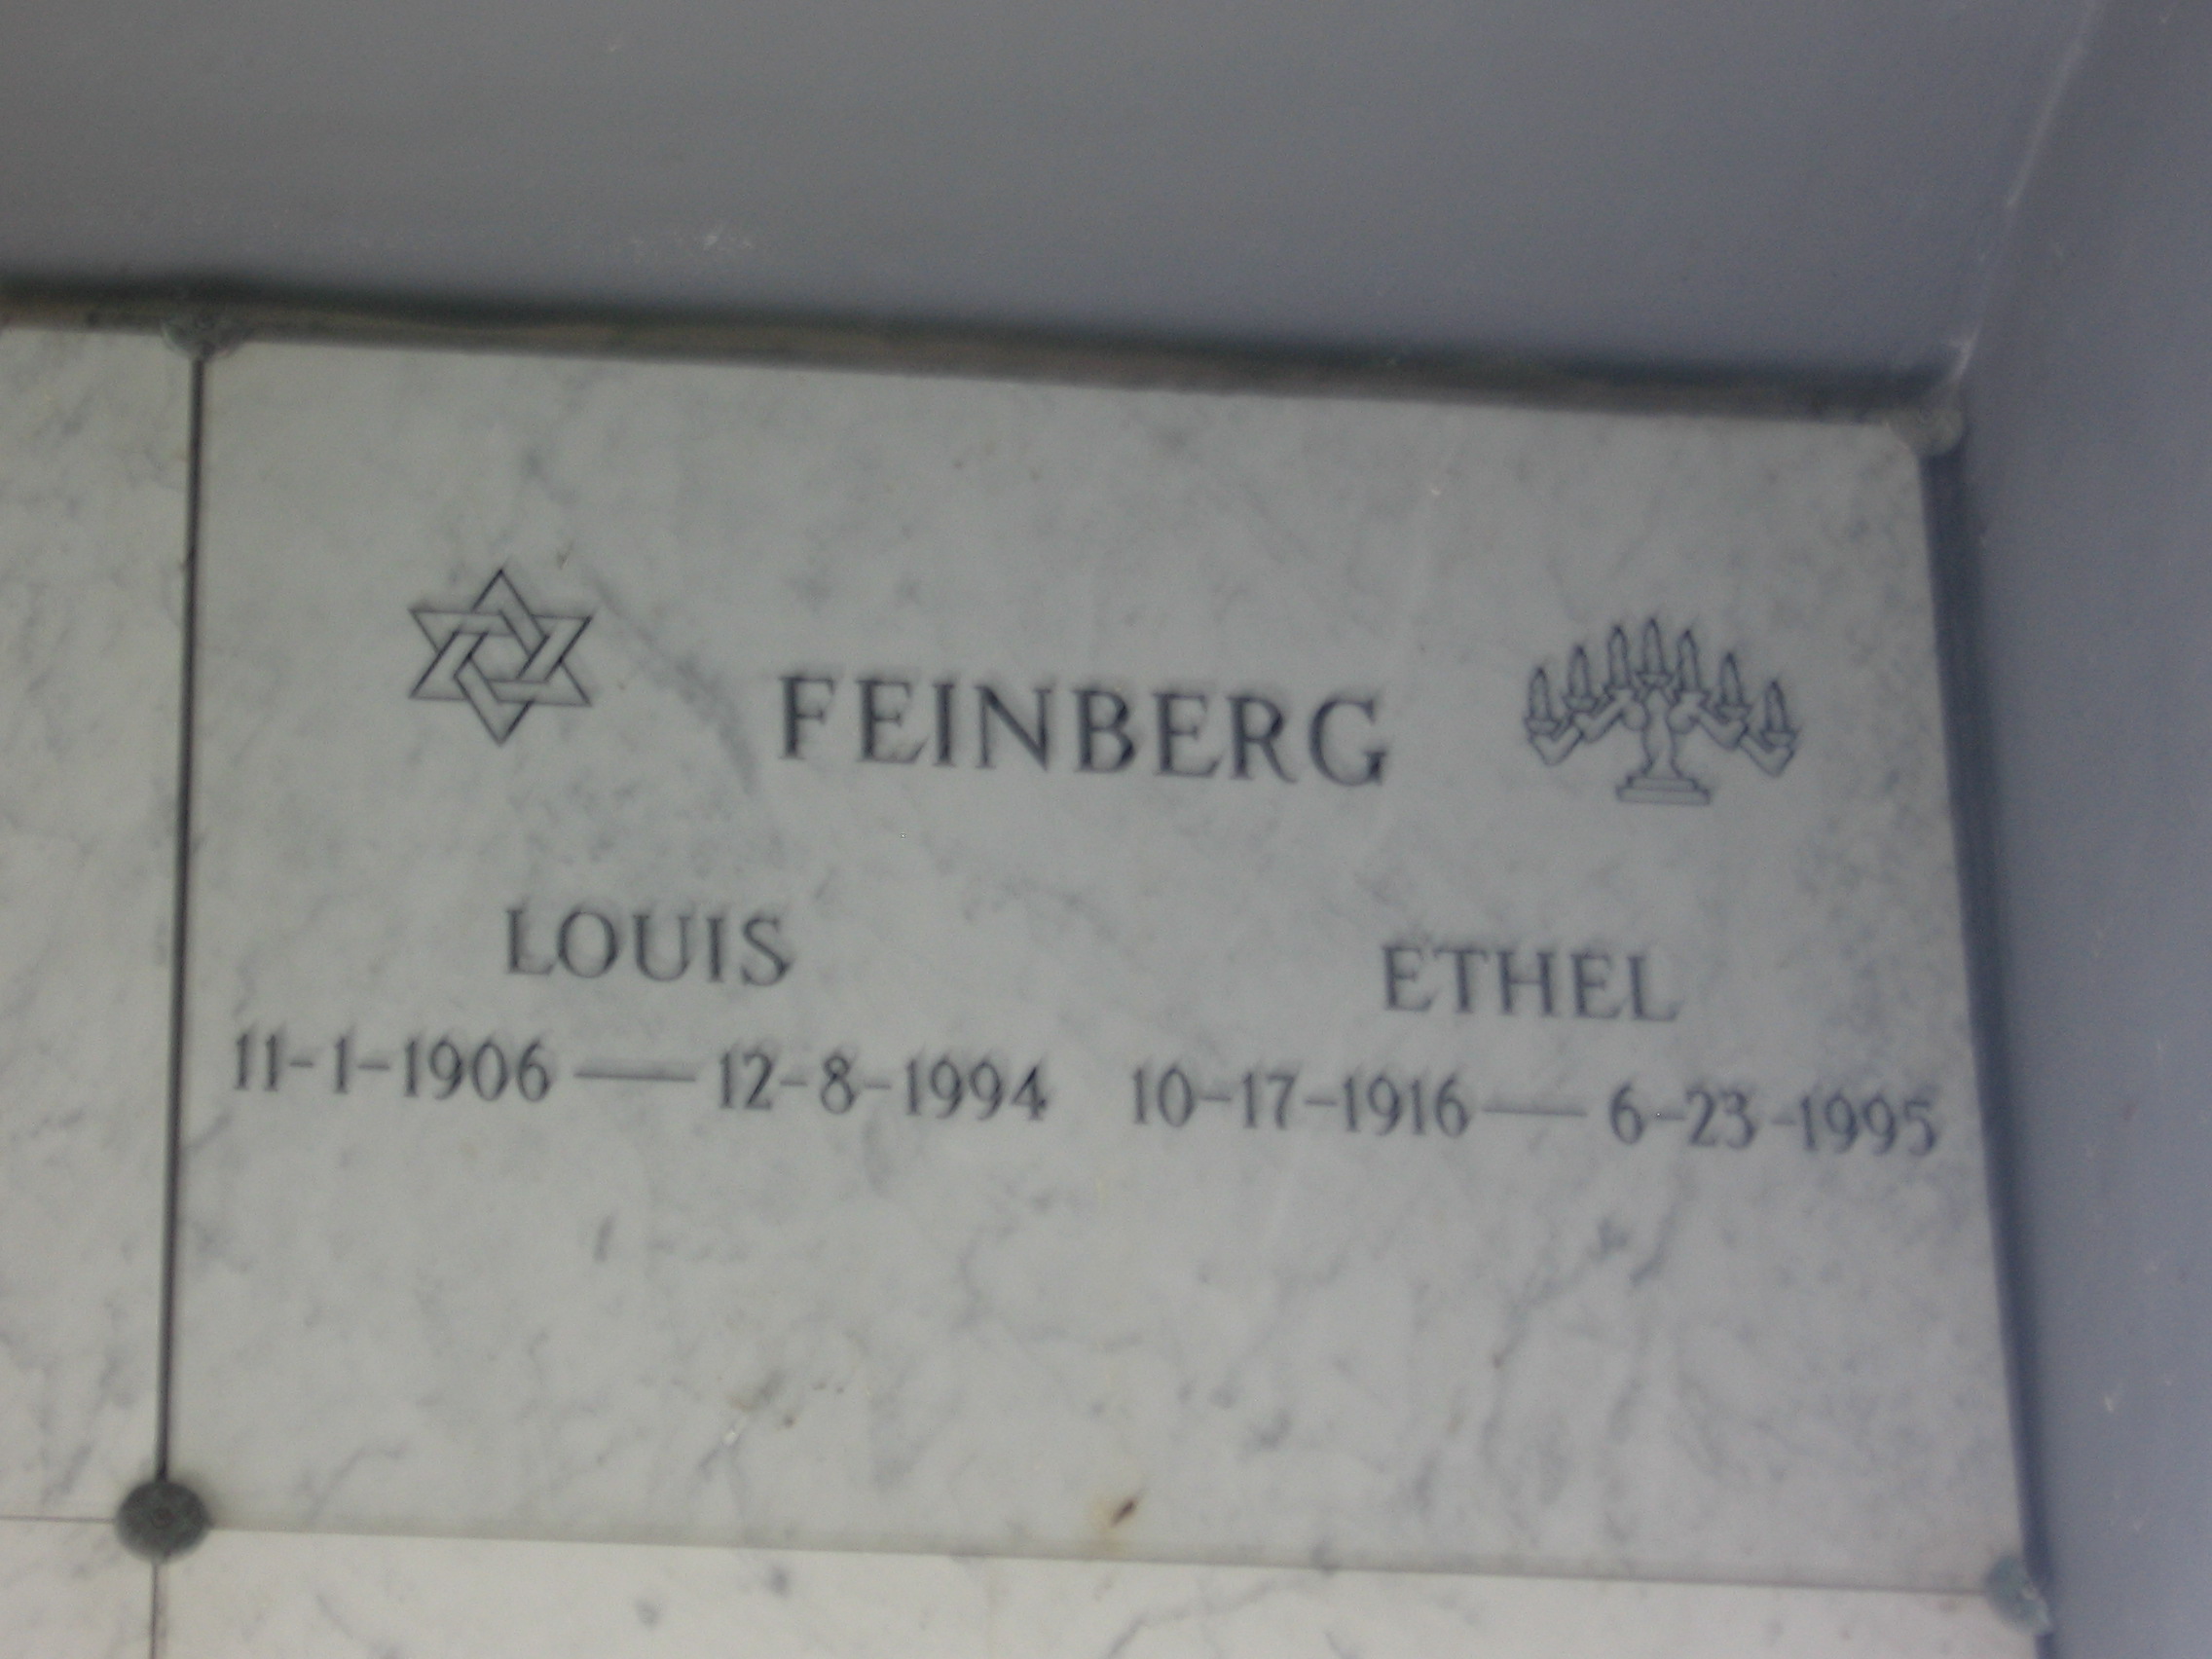 FEINBERG
LOUIS ETHEL
11-1-1906 — 12-8-1994 10-17-1916 — 6-23-1995